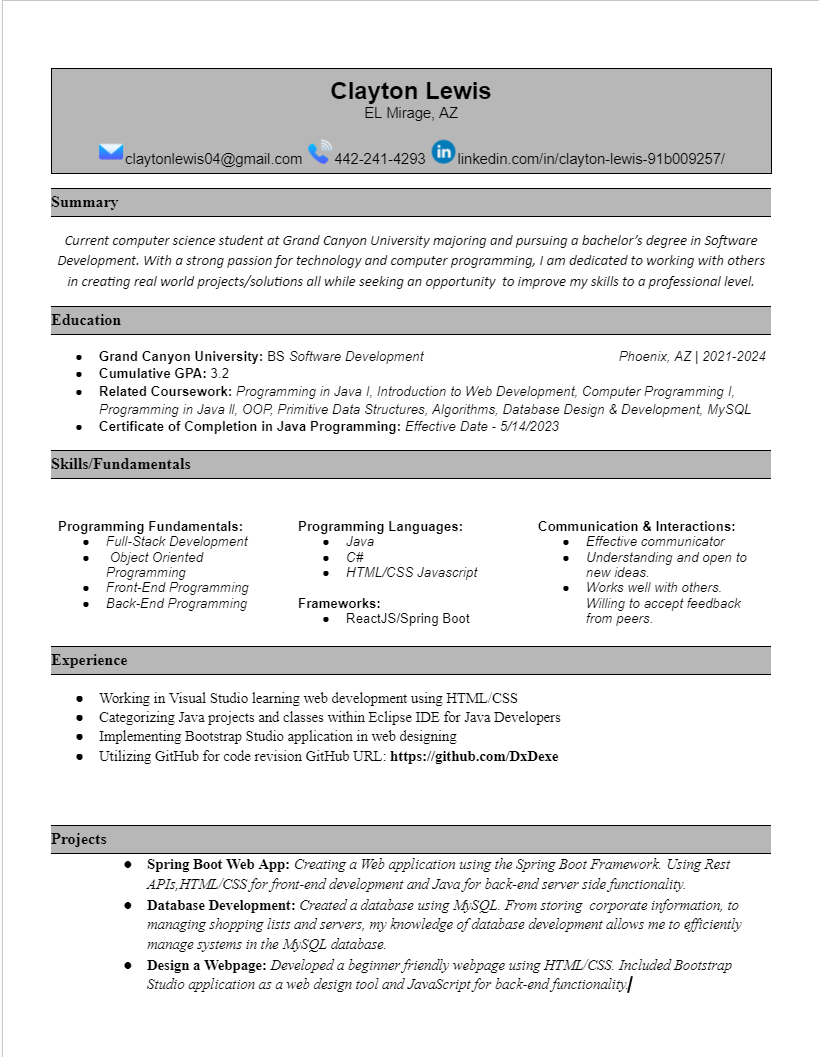 Clayton Lewis
EL Mirage, AZ
claytonlewis04@gmail.com 442-241-4293 in linkedin.com/in/clayton-lewis-91b009257/
Summary
Current computer science student at Grand Canyon University majoring and pursuing a bachelor's degree in Software
Development. With a strong passion for technology and computer programming, I am dedicated to working with others
in creating real world projects/solutions all while seeking an opportunity to improve my skills to a professional level.
Education
● Grand Canyon University: BS Software Development Phoenix, AZ | 2021-2024
● Cumulative GPA: 3.2
● Related Coursework: Programming in Java I, Introduction to Web Development, Computer Programming I,
Programming in Java II, OOP, Primitive Data Structures, Algorithms, Database Design & Development, MySQL
● Certificate of Completion in Java Programming: Effective Date - 5/14/2023
Skills/Fundamentals
Programming Fundamentals:
● Full-Stack Development
● Object Oriented
Programming
● Front-End Programming
● Back-End Programming
Programming Languages:
● Java
● C#
● HTML/CSS Javascript
Frameworks:
● ReactJS/Spring Boot
Communication & Interactions:
● Effective communicator
● Understanding and open to
new ideas.
● Works well with others.
Willing to accept feedback
from peers.
Experience
● Working in Visual Studio learning web development using HTML/CSS
● Categorizing Java projects and classes within Eclipse IDE for Java Developers
● Implementing Bootstrap Studio application in web designing
● Utilizing GitHub for code revision GitHub URL: https://github.com/DxDexe
Projects
● Spring Boot Web App: Creating a Web application using the Spring Boot Framework. Using Rest
APIs,HTML/CSS for front-end development and Java for back-end server side functionality.
● Database Development: Created a database using MySQL. From storing corporate information, to
managing shopping lists and servers, my knowledge of database development allows me to efficiently
manage systems in the MySQL database.
● Design a Webpage: Developed a beginner friendly webpage using HTML/CSS. Included Bootstrap
Studio application as a web design tool and JavaScript for back-end functionality.